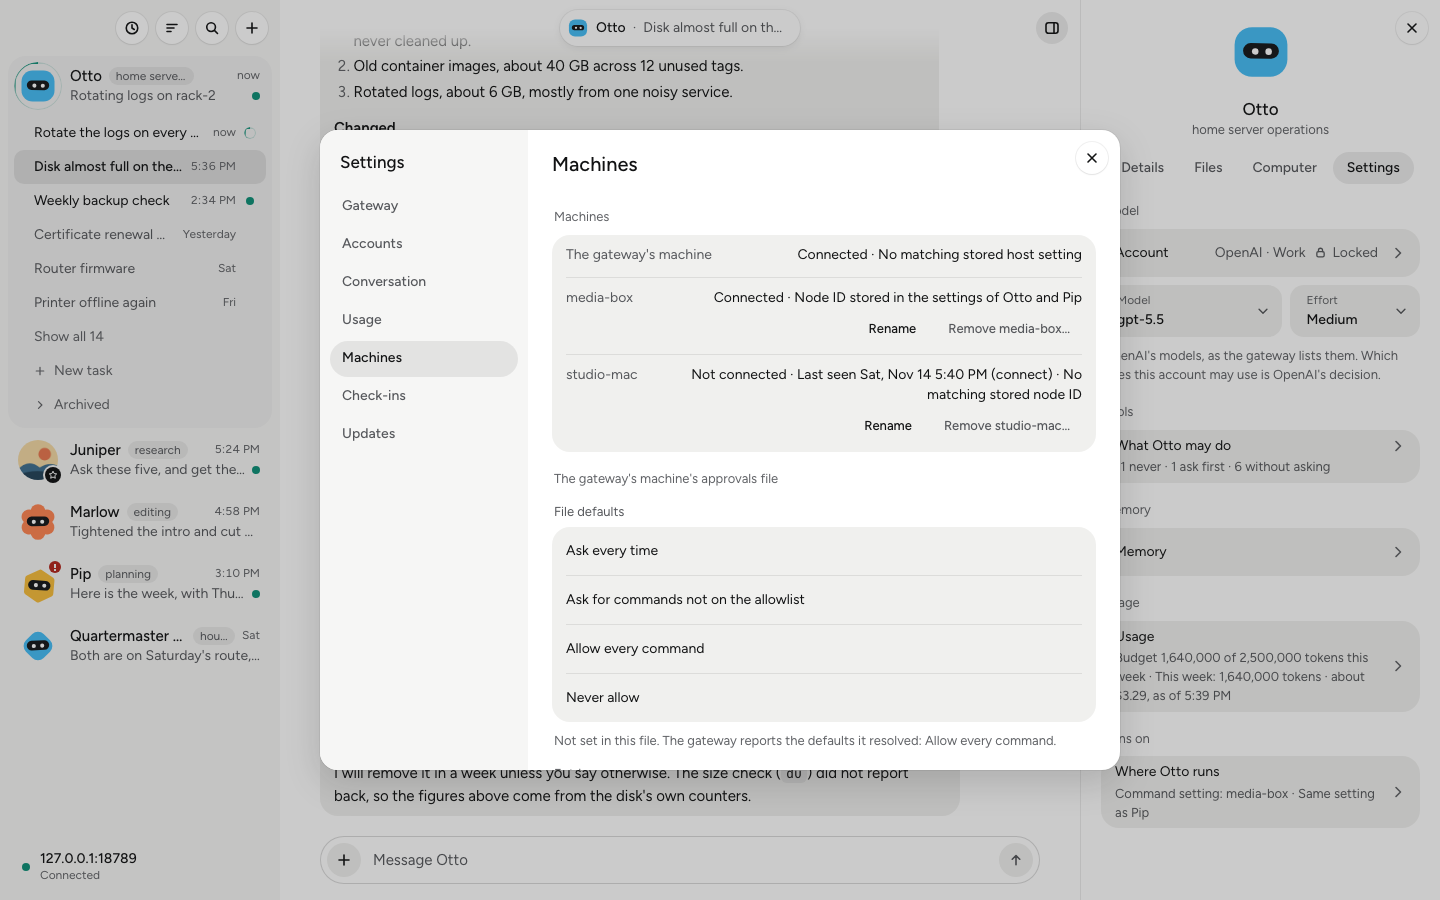 Otto · Disk almost full on th...
Otto home serve... now
Rotating logs on rack-2
Rotate the logs on every ... now
Disk almost full on the... 5:36 PM
Weekly backup check 2:34 PM
Certificate renewal ... Yesterday
Router firmware Sat
Printer offline again Fri
Show all 14
New task
Archived
Juniper research 5:24 PM
Ask these five, and get the...
Marlow editing 4:58 PM
Tightened the intro and cut ...
Pip planning 3:10 PM
Here is the week, with Thu...
Quartermaster ... hou... Sat
Both are on Saturday's route,...
127.0.0.1:18789
Connected
never cleaned up.
2. Old container images, about 40 GB across 12 unused tags.
3. Rotated logs, about 6 GB, mostly from one noisy service.
Changed
Settings
Gateway
Accounts
Conversation
Usage
Machines
Check-ins
Updates
Machines
Machines
The gateway's machine Connected · No matching stored host setting
media-box Connected · Node ID stored in the settings of Otto and Pip
Rename Remove media-box...
studio-mac Not connected · Last seen Sat, Nov 14 5:40 PM (connect) · No
matching stored node ID
Rename Remove studio-mac...
The gateway's machine's approvals file
File defaults
Ask every time
Ask for commands not on the allowlist
Allow every command
Never allow
Not set in this file. The gateway reports the defaults it resolved: Allow every command.
I will remove it in a week unless you say otherwise. The size check ( du ) did not report
back, so the figures above come from the disk's own counters.
Message Otto
Otto
home server operations
Details Files Computer Settings
Account OpenAI · Work Locked
Model
gpt-5.5
Effort
Medium
models, as the gateway lists them. Which
this account may use is OpenAI's decision.
What Otto may do
never · 1 ask first · 6 without asking
Memory
Usage
Budget 1,640,000 of 2,500,000 tokens this
week · This week: 1,640,000 tokens · about
$3.29, as of 5:39 PM
on
Where Otto runs
Command setting: media-box · Same setting
as Pip